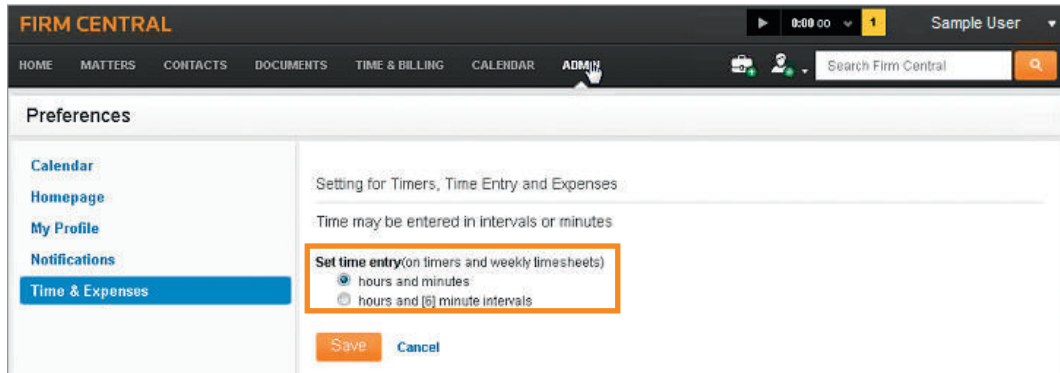 FIRM CENTRAL
0:00 00 1 Sample User
HOME MATTERS CONTACTS DOCUMENTS TIME & BILLING CALENDAR ADMIN Search Firm Central
Preferences
Calendar
Homepage
My Profile
Notifications
Time & Expenses
Setting for Timers, Time Entry and Expenses
Time may be entered in intervals or minutes
Set time entry(on timers and weekly timesheets)
hours and minutes
hours and [6] minute intervals
Save Cancel